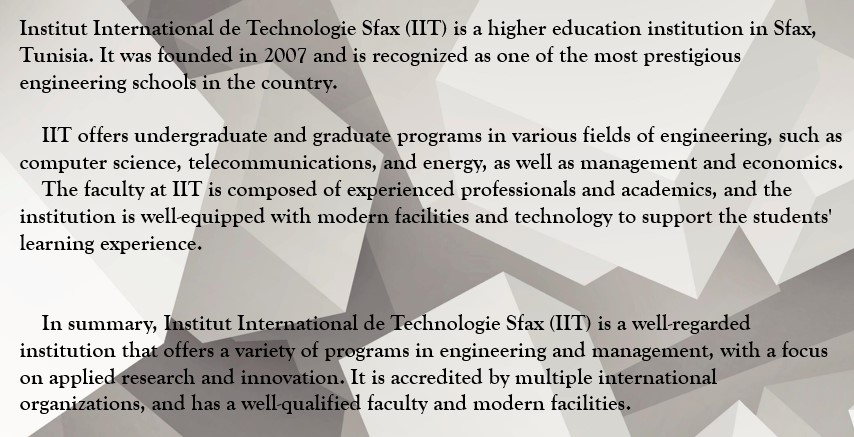 Institut International de Technologie Sfax (IIT) is a higher education institution in Sfax,
Tunisia. It was founded in 2007 and is recognized as one of the most prestigious
engineering schools in the country.
IIT offers undergraduate and graduate programs in various fields of engineering, such as
computer science, telecommunications, and energy, as well as management and economics.
The faculty at IIT is composed of experienced professionals and academics, and the
institution is well-equipped with modern facilities and technology to support the students'
learning experience.
In summary, Institut International de Technologie Sfax (IIT) is a well-regarded
institution that offers a variety of programs in engineering and management, with a focus
on applied research and innovation. It is accredited by multiple international
organizations, and has a well-qualified faculty and modern facilities.